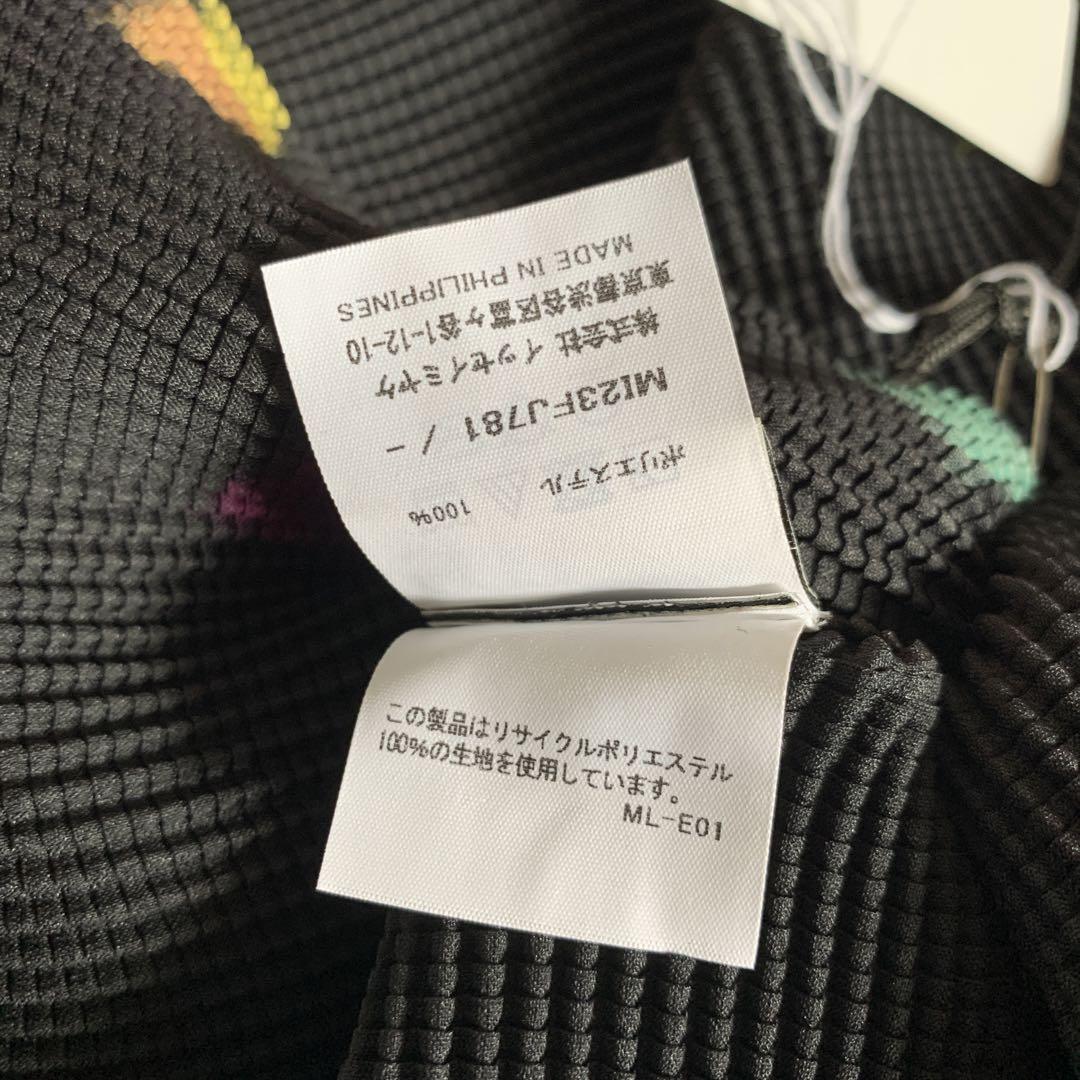 ポリエステル 100%
MI23FJ781 / -
株式会社 イッセイミヤケ
東京都渋谷区富ヶ谷1-12-10
MADE IN PHILIPPINES
この製品はリサイクルポリエステル
100%の生地を使用しています。
ML-E01